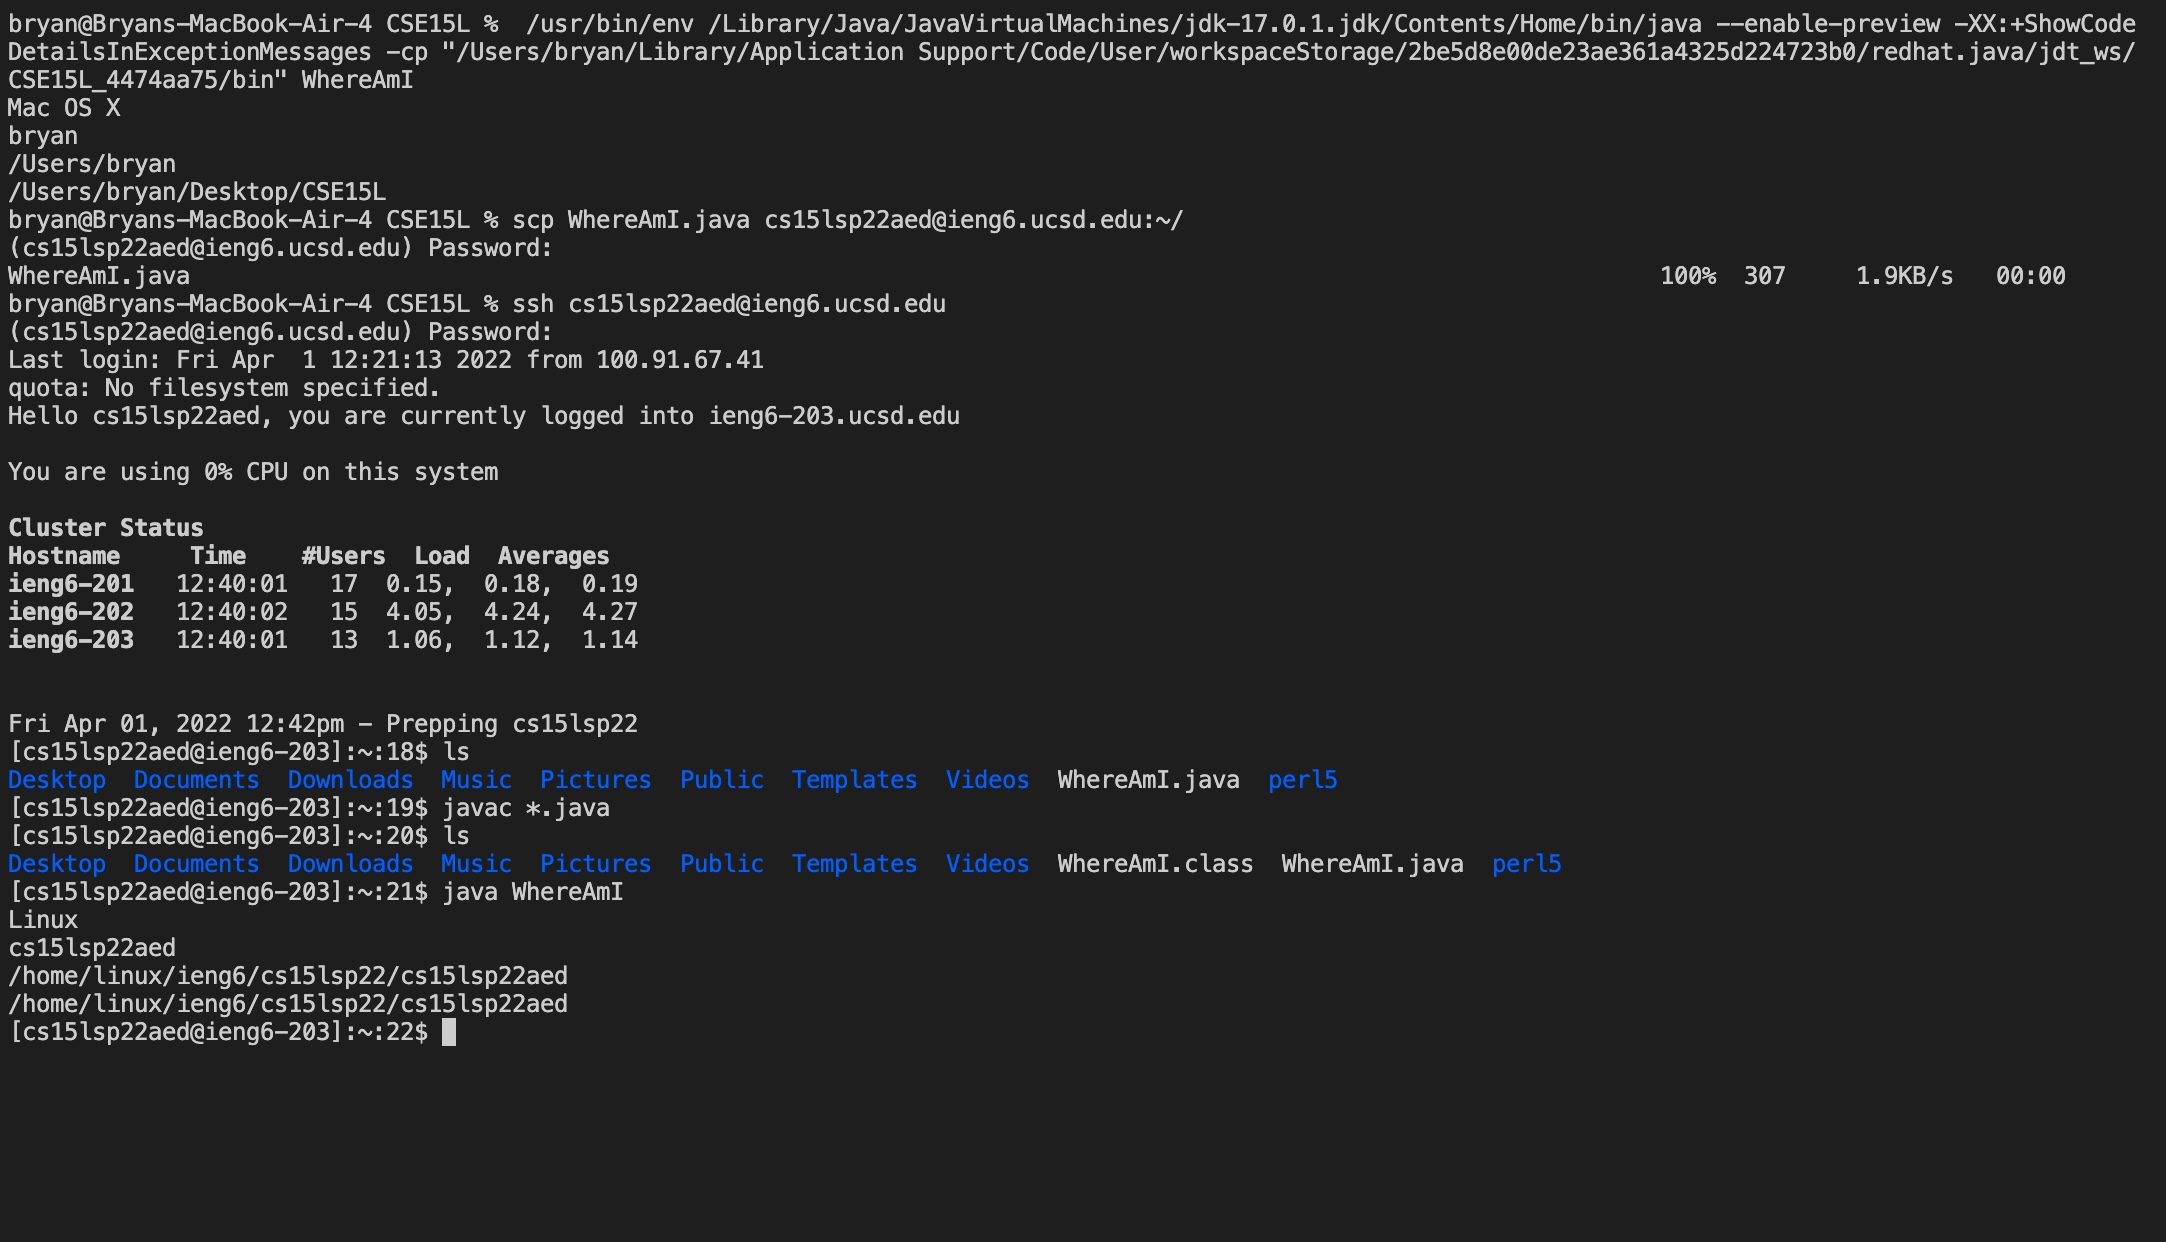 bryan@Bryans-MacBook-Air-4 CSE15L %  /usr/bin/env /Library/Java/JavaVirtualMachines/jdk-17.0.1.jdk/Contents/Home/bin/java --enable-preview -XX:+ShowCode
DetailsInExceptionMessages -cp "/Users/bryan/Library/Application Support/Code/User/workspaceStorage/2be5d8e00de23ae361a4325d224723b0/redhat.java/jdt_ws/
CSE15L_4474aa75/bin" WhereAmI
Mac OS X
bryan
/Users/bryan
/Users/bryan/Desktop/CSE15L
bryan@Bryans-MacBook-Air-4 CSE15L % scp WhereAmI.java cs15lsp22aed@ieng6.ucsd.edu:~/
(cs15lsp22aed@ieng6.ucsd.edu) Password:
WhereAmI.java                                                                                                         100%  307     1.9KB/s   00:00
bryan@Bryans-MacBook-Air-4 CSE15L % ssh cs15lsp22aed@ieng6.ucsd.edu
(cs15lsp22aed@ieng6.ucsd.edu) Password:
Last login: Fri Apr  1 12:21:13 2022 from 100.91.67.41
quota: No filesystem specified.
Hello cs15lsp22aed, you are currently logged into ieng6-203.ucsd.edu

You are using 0% CPU on this system

Cluster Status
Hostname     Time    #Users  Load  Averages
ieng6-201   12:40:01   17  0.15,  0.18,  0.19
ieng6-202   12:40:02   15  4.05,  4.24,  4.27
ieng6-203   12:40:01   13  1.06,  1.12,  1.14

Fri Apr 01, 2022 12:42pm - Prepping cs15lsp22
[cs15lsp22aed@ieng6-203]:~:18$ ls
Desktop  Documents  Downloads  Music  Pictures  Public  Templates  Videos  WhereAmI.java  perl5
[cs15lsp22aed@ieng6-203]:~:19$ javac *.java
[cs15lsp22aed@ieng6-203]:~:20$ ls
Desktop  Documents  Downloads  Music  Pictures  Public  Templates  Videos  WhereAmI.class  WhereAmI.java  perl5
[cs15lsp22aed@ieng6-203]:~:21$ java WhereAmI
Linux
cs15lsp22aed
/home/linux/ieng6/cs15lsp22/cs15lsp22aed
/home/linux/ieng6/cs15lsp22/cs15lsp22aed
[cs15lsp22aed@ieng6-203]:~:22$